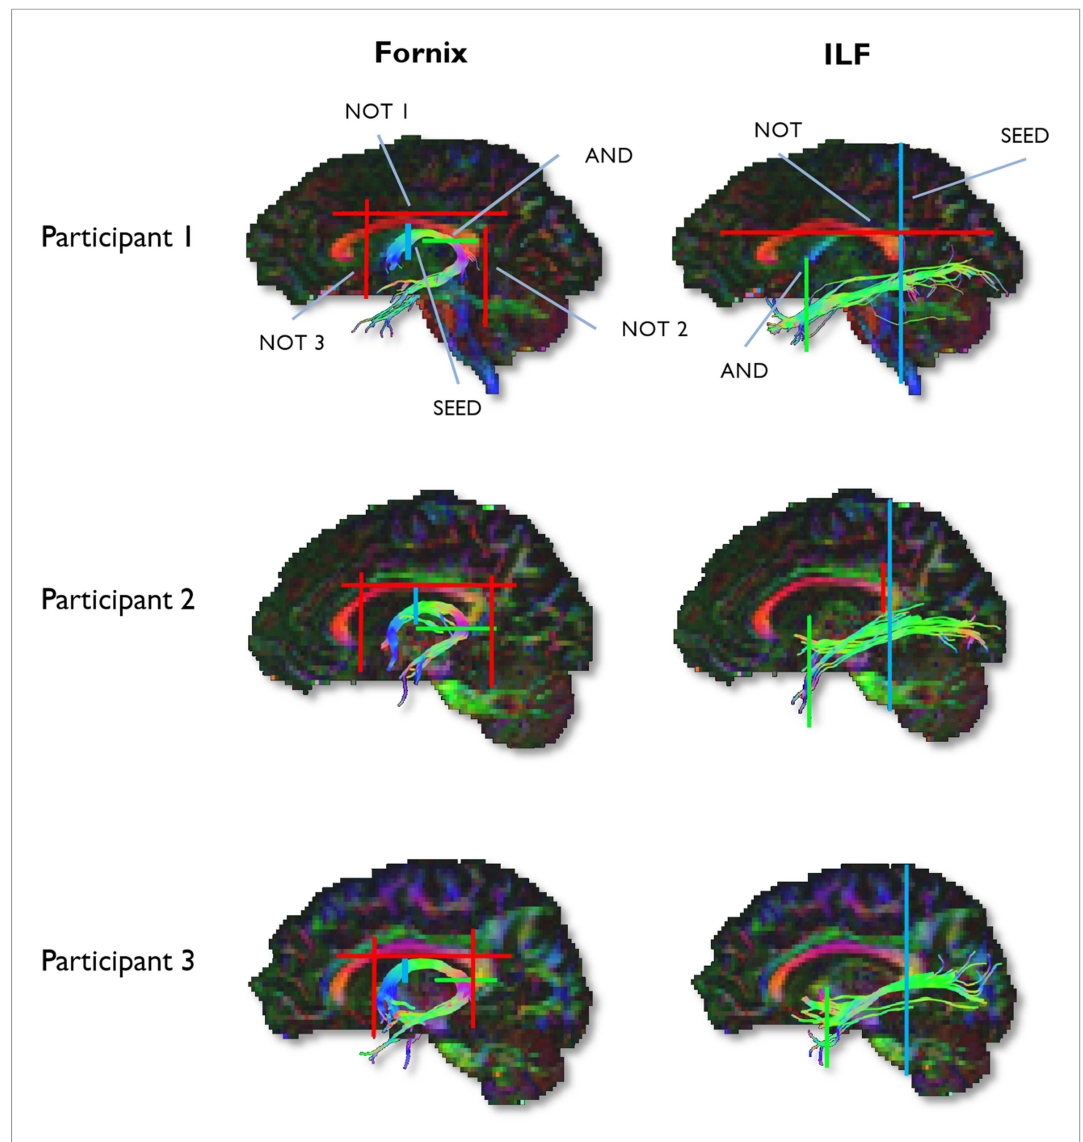 Fornix
ILF
NOT 1
AND
NOT
SEED
Participant 1
NOT 3
NOT 2
AND
SEED
Participant 2
Participant 3